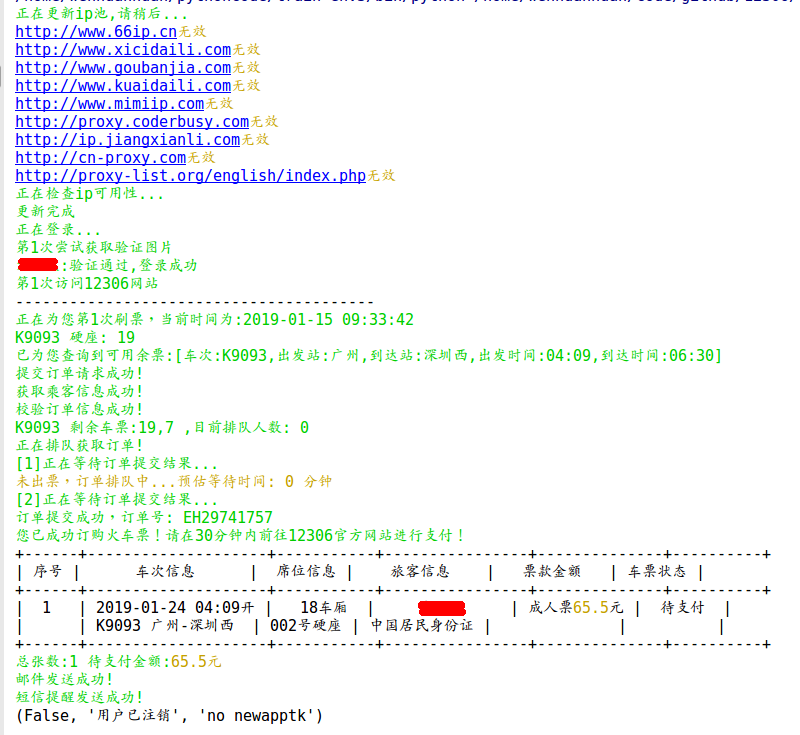 正在更新ip池,请稍后...
http://www.66ip.cn无效
http://www.xicidaili.com无效
http://www.goubanjia.com无效
http://www.kuaidaili.com无效
http://www.mimiip.com无效
http://proxy.coderbusy.com无效
http://ip.jiangxianli.com无效
http://cn-proxy.com无效
http://proxy-list.org/english/index.php无效
正在检查ip可用性...
更新完成
正在登录...
第1次尝试获取验证图片
:验证通过,登录成功
第1次访问12306网站
---------------------------------------
正在为您第1次刷票，当前时间为:2019-01-15 09:33:42
K9093 硬座: 19
已为您查询到可用余票:[车次:K9093,出发站:广州,到达站:深圳西,出发时间:04:09,到达时间:06:30]
提交订单请求成功!
获取乘客信息成功!
校验订单信息成功!
K9093 剩余车票:19,7 ,目前排队人数: 0
正在排队获取订单!
[1]正在等待订单提交结果...
未出票，订单排队中...预估等待时间: 0 分钟
[2]正在等待订单提交结果...
订单提交成功，订单号: EH29741757
您已成功订购火车票！请在30分钟内前往12306官方网站进行支付！
+------+--------------------+-----------+----------------+--------------+----------+
| 序号 | 车次信息 | 席位信息 | 旅客信息 | 票款金额 | 车票状态 |
+------+--------------------+-----------+----------------+--------------+----------+
| 1 | 2019-01-24 04:09开 | 18车厢 | | 成人票65.5元 | 待支付 |
| | K9093 广州-深圳西 | 002号硬座 | 中国居民身份证 | | |
+------+--------------------+-----------+----------------+--------------+----------+
总张数:1 待支付金额:65.5元
邮件发送成功!
短信提醒发送成功!
(False, '用户已注销', 'no newapptk')